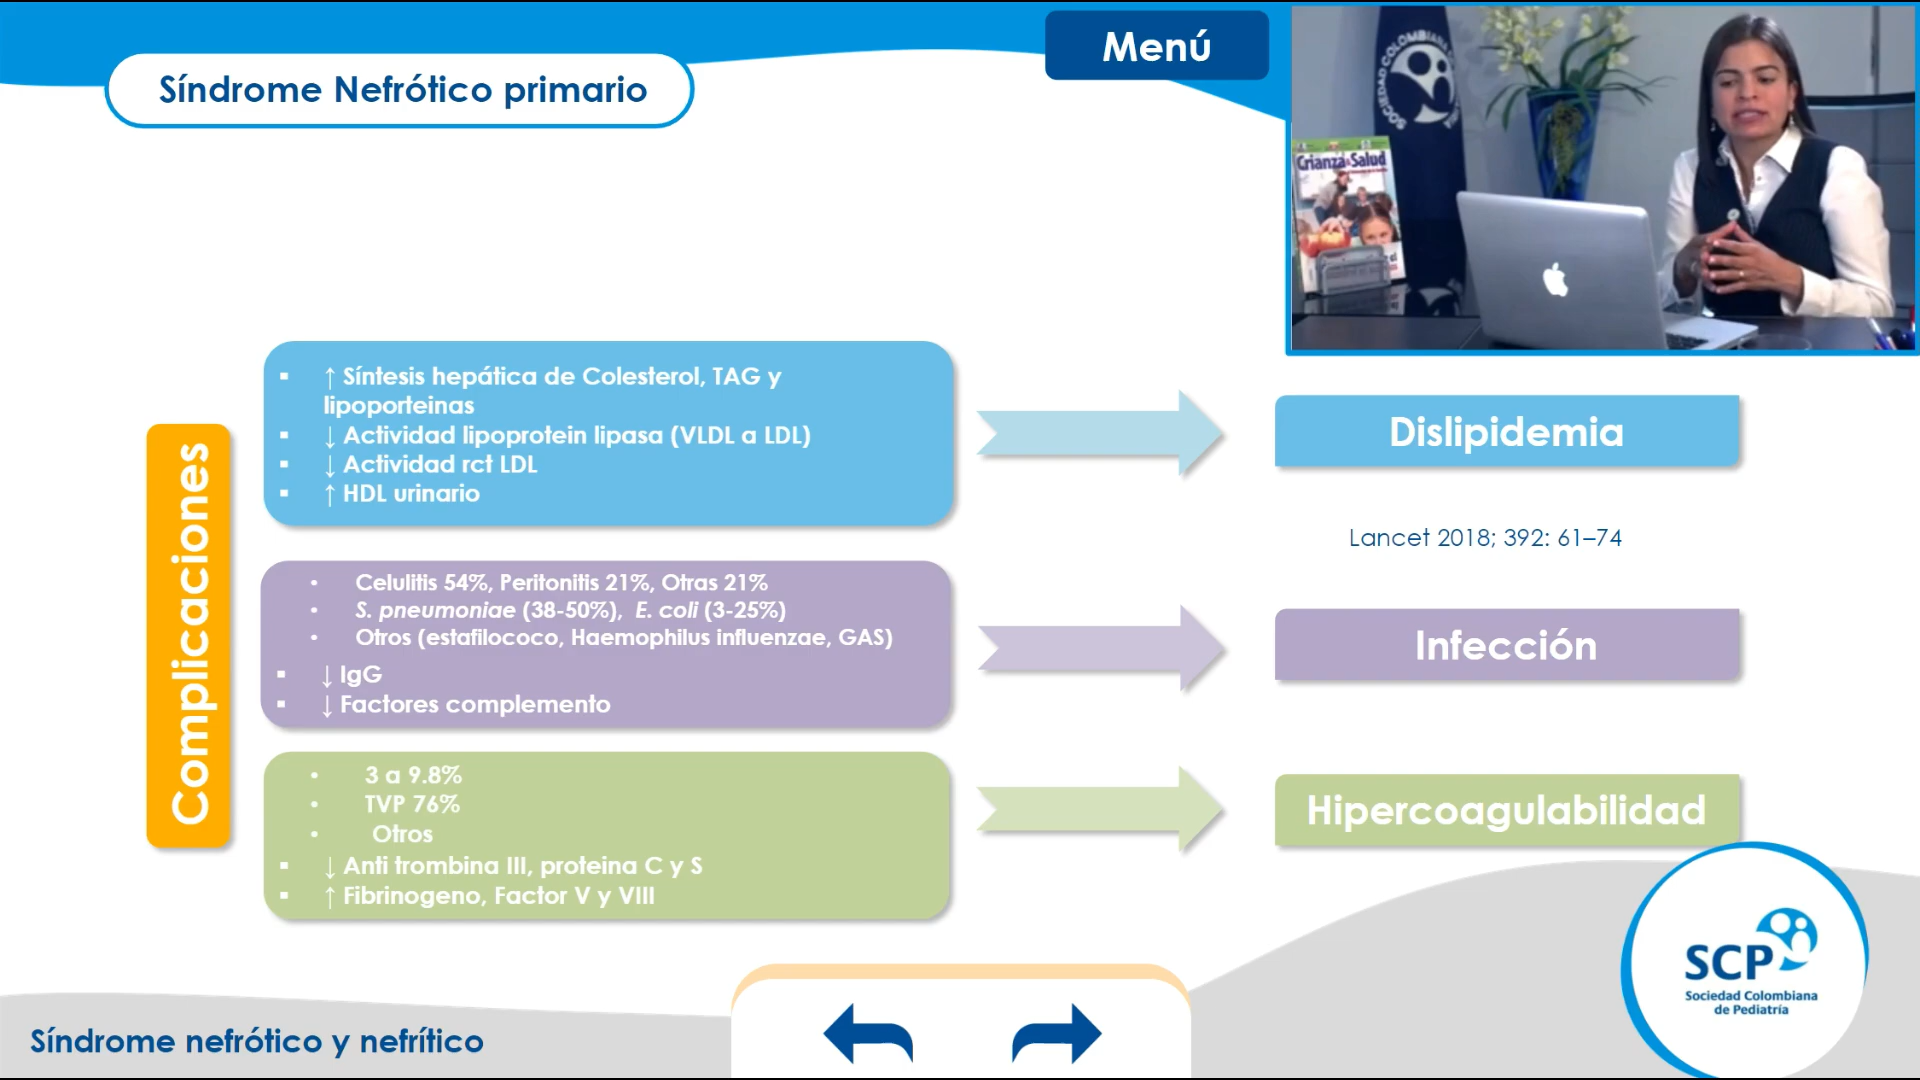 Menú
Síndrome Nefrótico primario
SOCIEDAD COLOMBIANA
Crianza & Salud
Complicaciones
▪ ↑ Síntesis hepática de Colesterol, TAG y
lipoporteinas
▪ ↓ Actividad lipoprotein lipasa (VLDL a LDL)
▪ ↓ Actividad rct LDL
▪ ↑ HDL urinario
Dislipidemia
Lancet 2018; 392: 61–74
• Celulitis 54%, Peritonitis 21%, Otras 21%
• S. pneumoniae (38-50%), E. coli (3-25%)
• Otros (estafilococo, Haemophilus influenzae, GAS)
▪ ↓ IgG
▪ ↓ Factores complemento
Infección
• 3 a 9.8%
• TVP 76%
• Otros
▪ ↓ Anti trombina III, proteina C y S
▪ ↑ Fibrinogeno, Factor V y VIII
Hipercoagulabilidad
SCP
Sociedad Colombiana
de Pediatría
Síndrome nefrótico y nefrítico